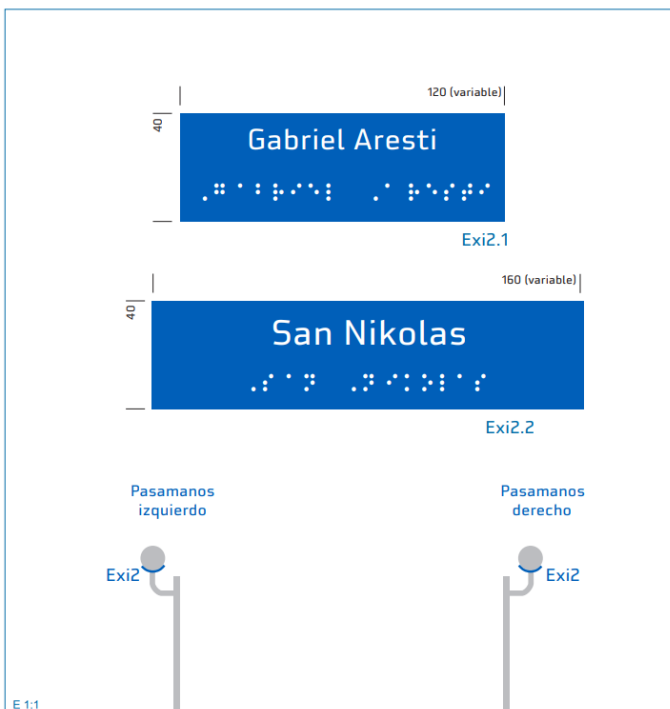 120 (variable)
40
Gabriel Aresti
⠠⠛⠁⠃⠗⠊⠑⠇ ⠠⠁⠗⠑⠎⠞⠊
Exi2.1
160 (variable)
40
San Nikolas
⠠⠎⠁⠝ ⠠⠝⠊⠅⠕⠇⠁⠎
Exi2.2
Pasamanos
izquierdo
Pasamanos
derecho
Exi2
Exi2
E 1:1